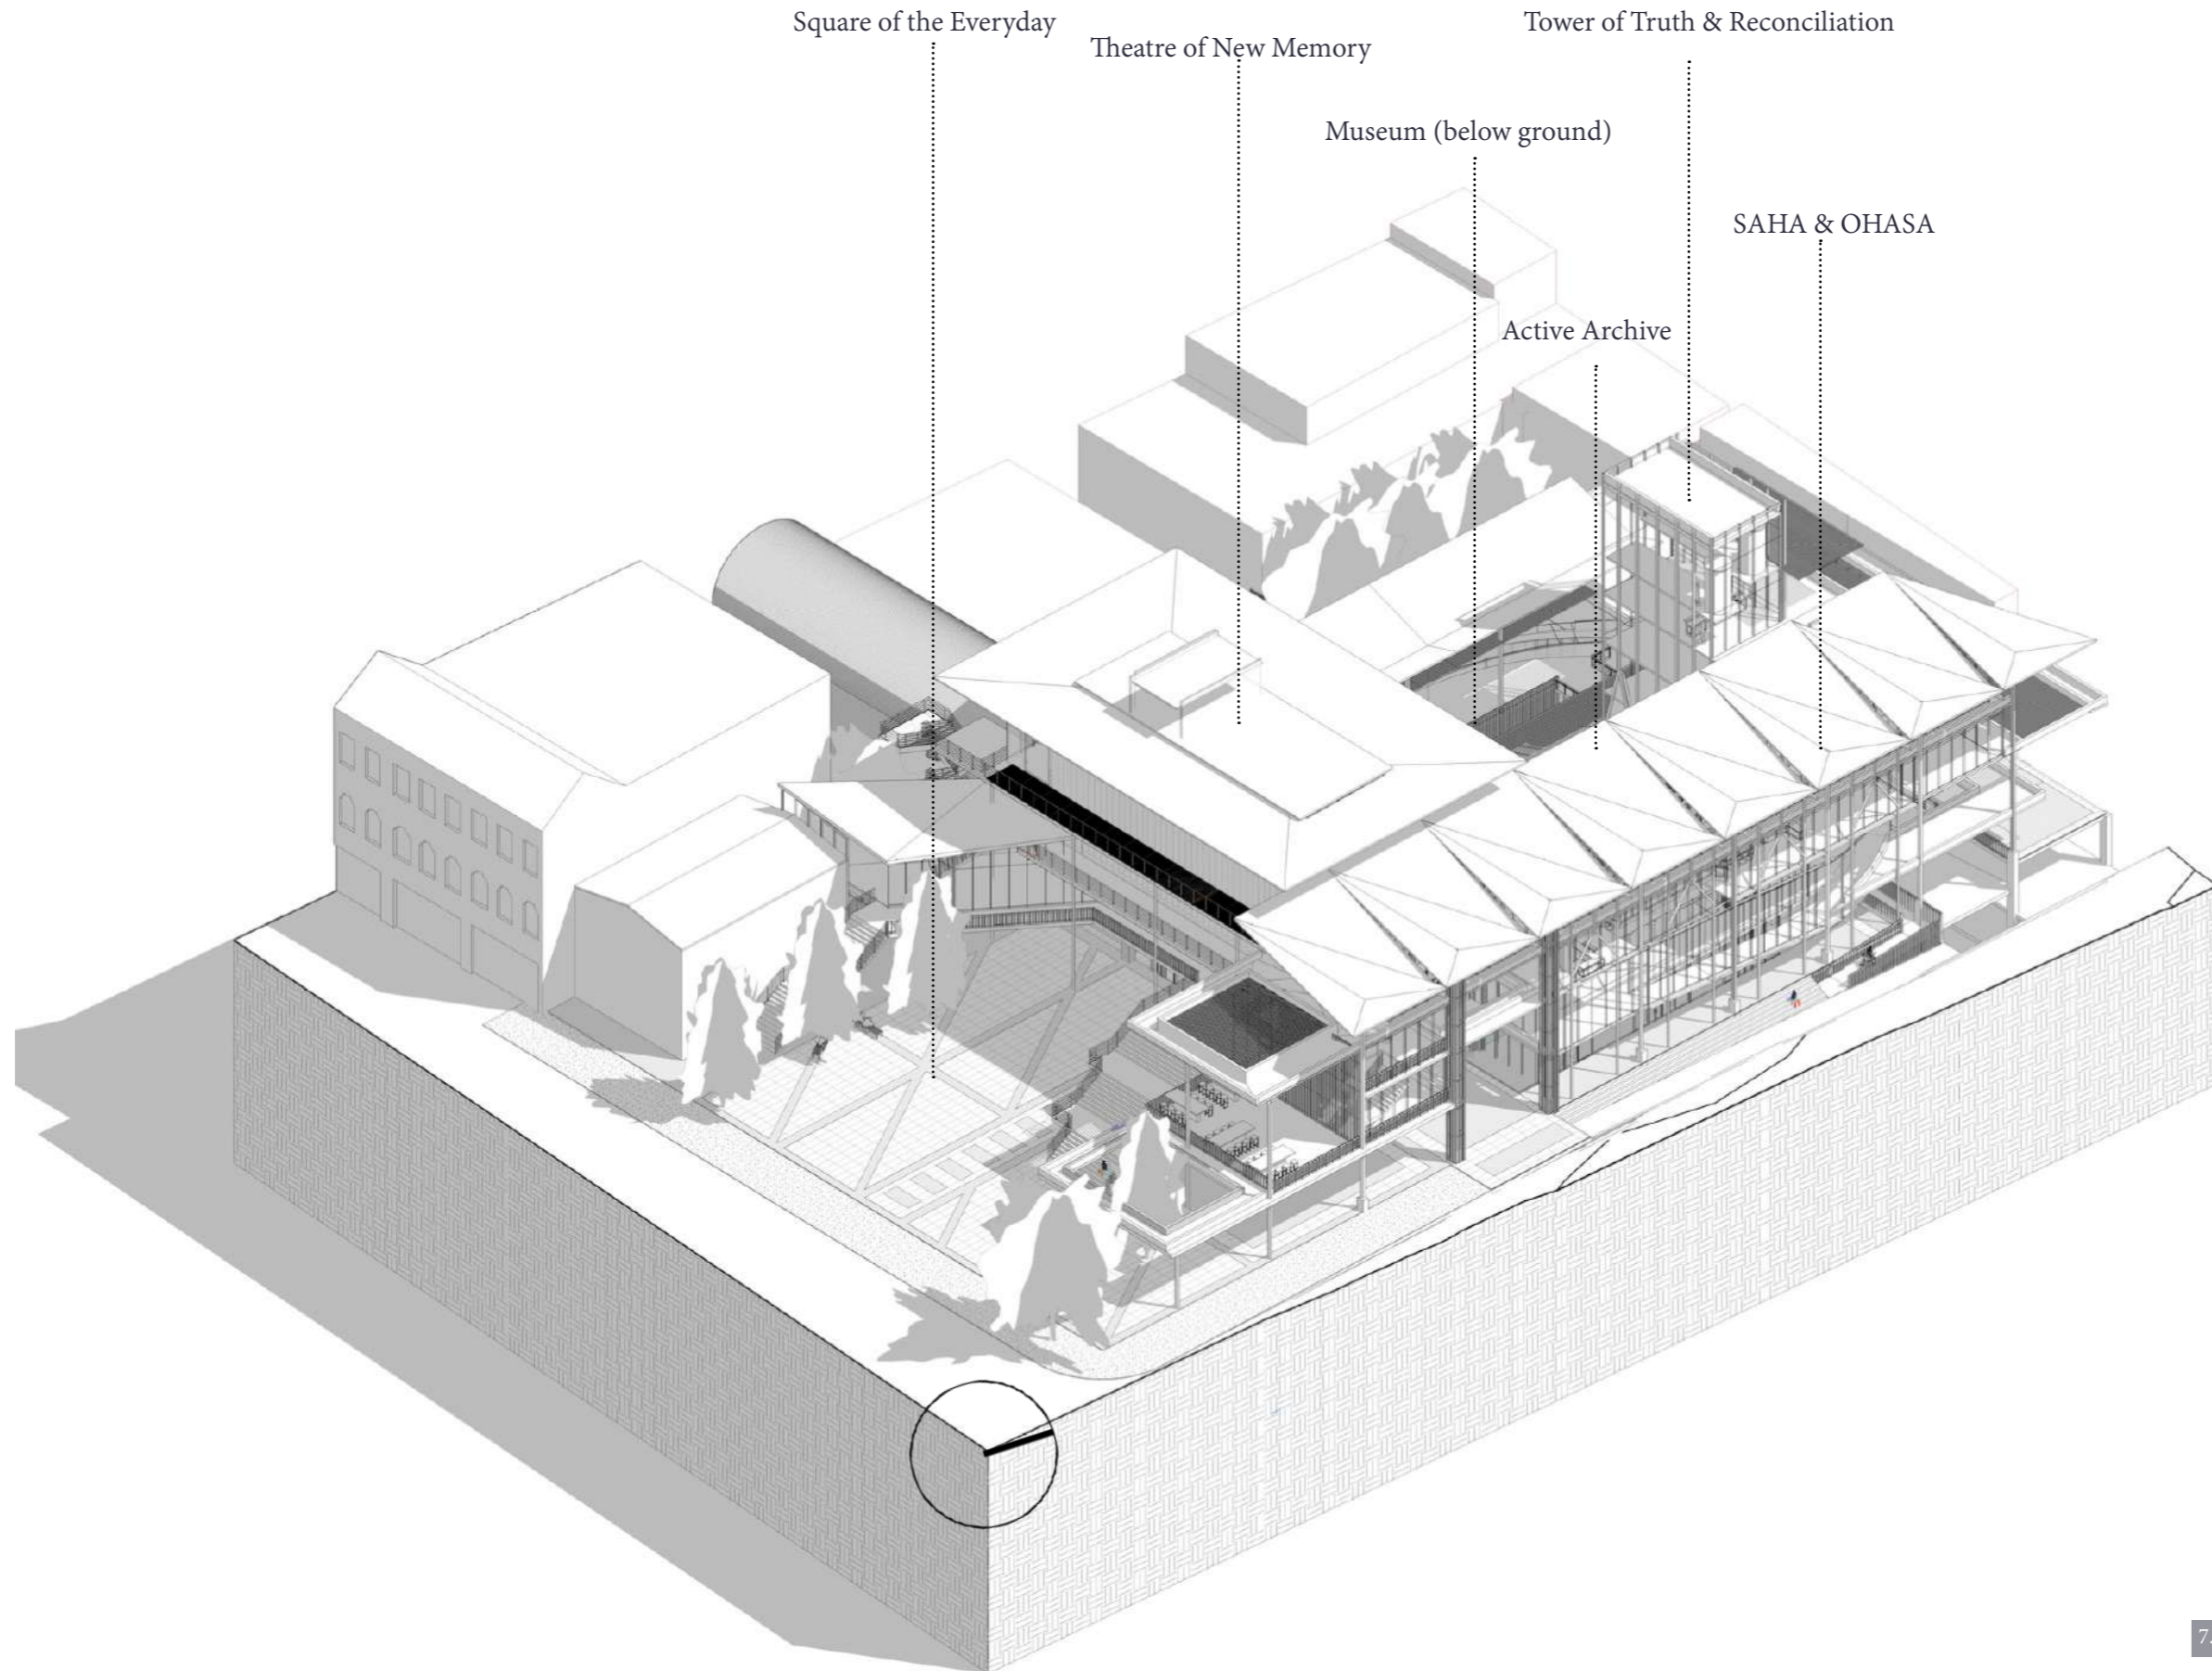 Square of the Everyday
Tower of Truth & Reconciliation
Theatre of New Memory
Museum (below ground)
SAHA & OHASA
Active Archive
7.